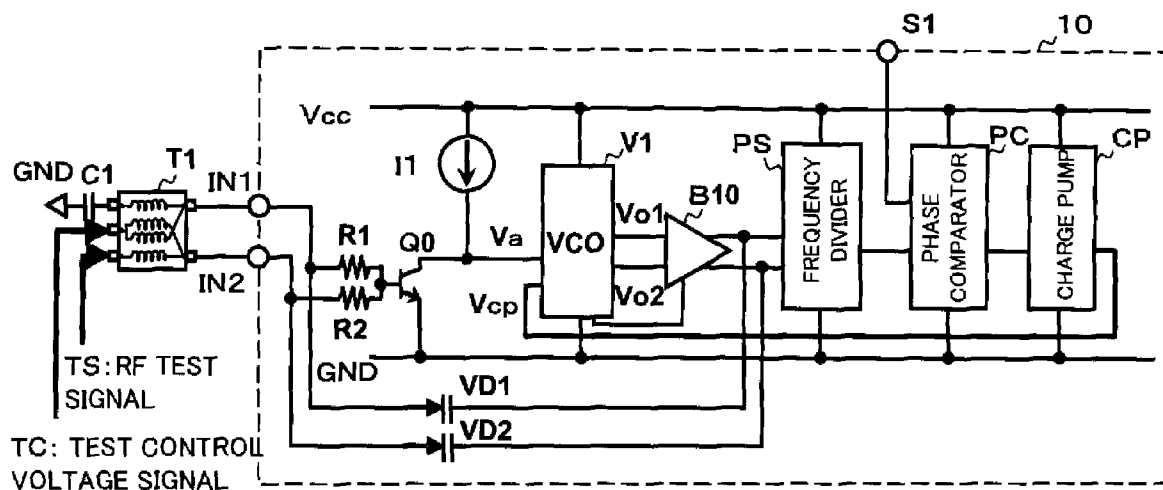 S1
10
Vcc
GND
C1
T1
IN1
I1
V1
PS
PC
CP
Vo1
B10
R1
Q0
Va
VCO
FREQUENCY
DIVIDER
PHASE
COMPARATOR
CHARGE PUMP
IN2
Vo2
Vcp
R2
TS:RF TEST
SIGNAL
GND
VD1
VD2
TC: TEST CONTROL
VOLTAGE SIGNAL